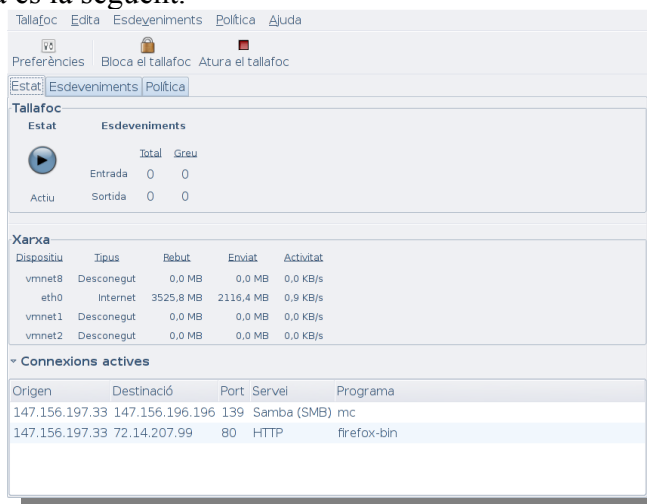 a és la següent.
Tallafoc Edita Esdeveniments Política Ajuda
Preferències Bloca el tallafoc Atura el tallafoc
Estat Esdeveniments Política
Tallafoc
Estat Esdeveniments
Total Greu
Entrada 0 0
Actiu Sortida 0 0
Xarxa
Dispositiu Tipus Rebut Enviat Activitat
vmnet8 Desconegut 0,0 MB 0,0 MB 0,0 KB/s
eth0 Internet 3525,8 MB 2116,4 MB 0,9 KB/s
vmnet1 Desconegut 0,0 MB 0,0 MB 0,0 KB/s
vmnet2 Desconegut 0,0 MB 0,0 MB 0,0 KB/s
Connexions actives
Origen Destinació Port Servei Programa
147.156.197.33 147.156.196.196 139 Samba (SMB) mc
147.156.197.33 72.14.207.99 80 HTTP firefox-bin